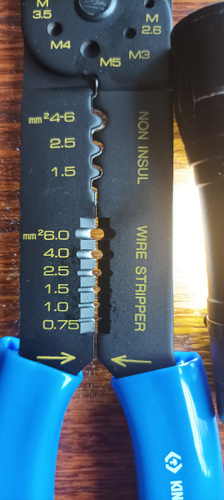 M
3.5
M
2.6
M4
M3
M5
mm² 4-6
2.5
1.5
NON INSUL
mm² 6.0
4.0
2.5
1.5
1.0
0.75
WIRE STRIPPER
KIN